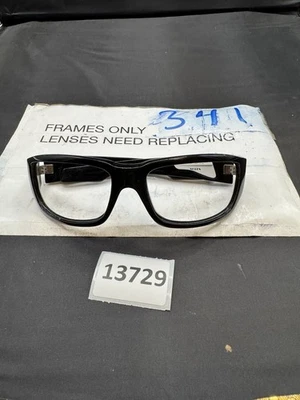 341
FRAMES ONLY
LENSES NEED REPLACING
13729